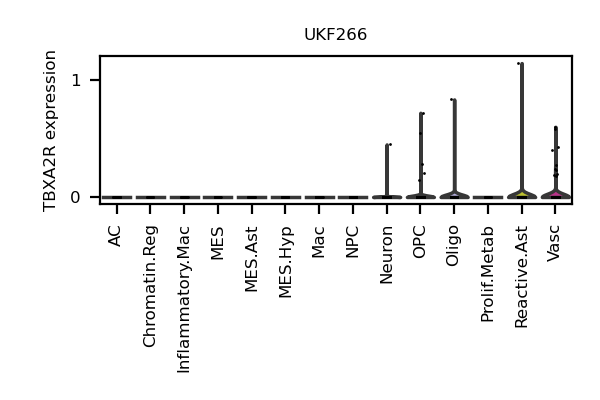 UKF266
TBXA2R expression
1
0
AC
Chromatin.Reg
Inflammatory.Mac
MES
MES.Ast
MES.Hyp
Mac
NPC
Neuron
OPC
Oligo
Prolif.Metab
Reactive.Ast
Vasc